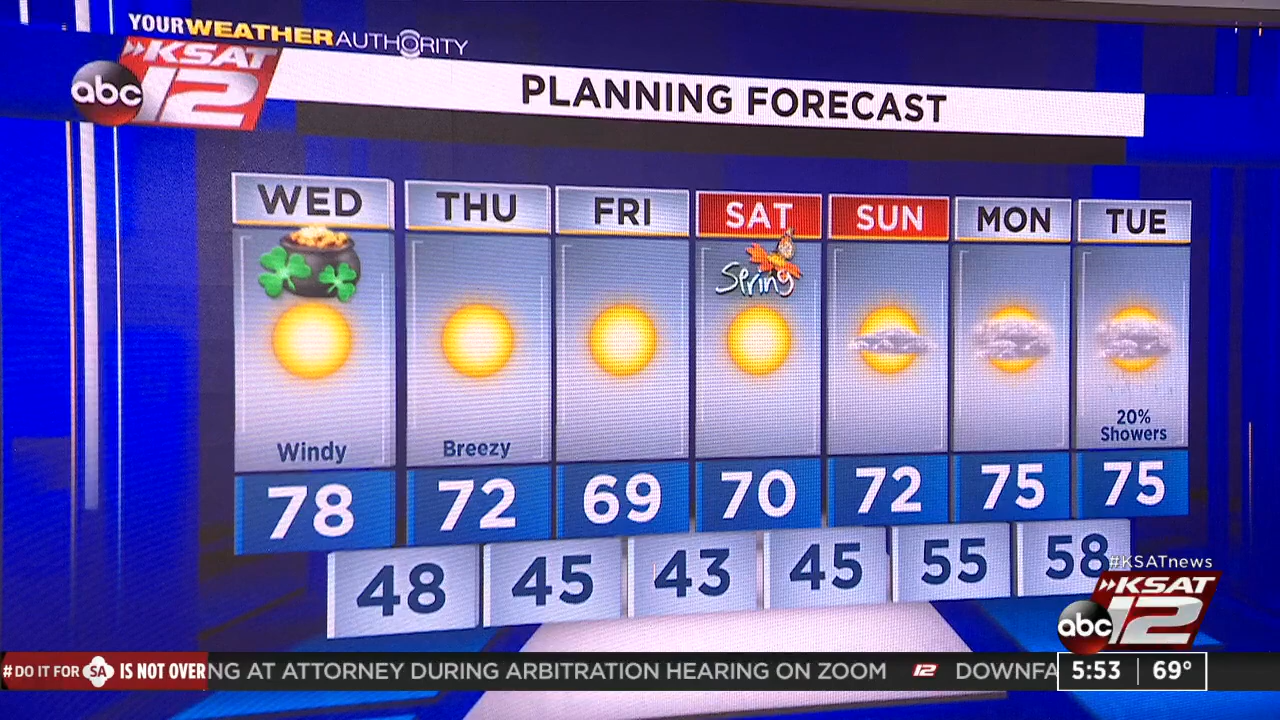 YOUR WEATHER AUTHORITY
KSAT
abc 12
PLANNING FORECAST
WED THU FRI SAT SUN MON TUE
Spring
Windy Breezy
20%
Showers
78 72 69 70 72 75 75
48 45 43 45 55 58
#KSATnews
KSAT
abc 12
#DO IT FOR SA IS NOT OVER
NG AT ATTORNEY DURING ARBITRATION HEARING ON ZOOM 12 DOWNFA
5:53 69°